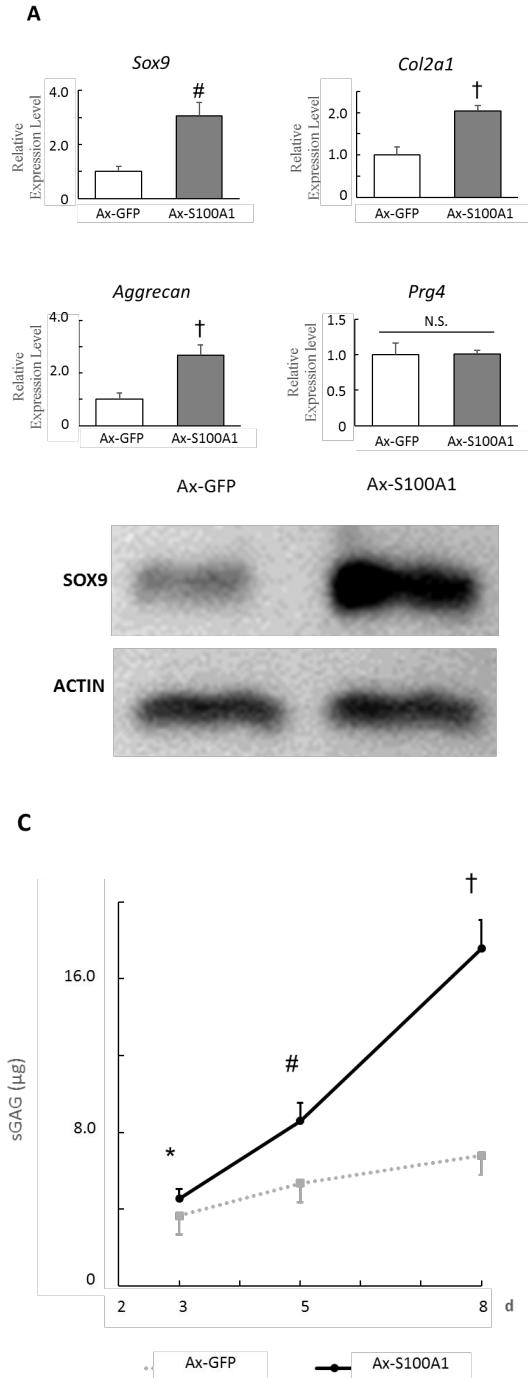 A
Sox9
Col2a1
Relative
Expression Level
4.0
2.0
0
#
Ax-GFP
Ax-S100A1
Relative
Expression Level
2.0
1.0
0
†
Ax-GFP
Ax-S100A1
Aggrecan
Prg4
Relative
Expression Level
4.0
2.0
0
†
Ax-GFP
Ax-S100A1
Relative
Expression level
1.5
1.0
0.5
0
N.S.
Ax-GFP
Ax-S100A1
Ax-GFP
Ax-S100A1
SOX9
ACTIN
C
†
16.0
#
sGAG (µg)
8.0
*
0
2 3 5 8 d
Ax-GFP
Ax-S100A1